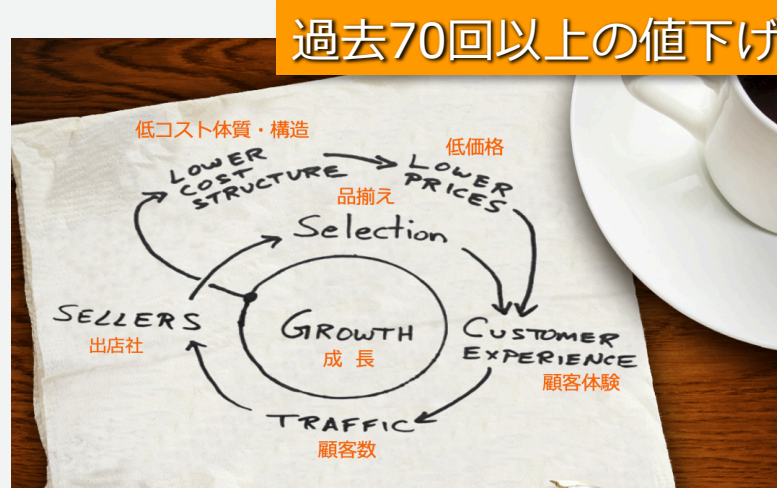 過去70回以上の値下げ
低コスト体質・構造
LOWER
COST
STRUCTURE
低価格
LOWER
PRICES
品揃え
Selection
SELLERS
出店社
GROWTH
成 長
CUSTOMER
EXPERIENCE
顧客体験
TRAFFIC
顧客数